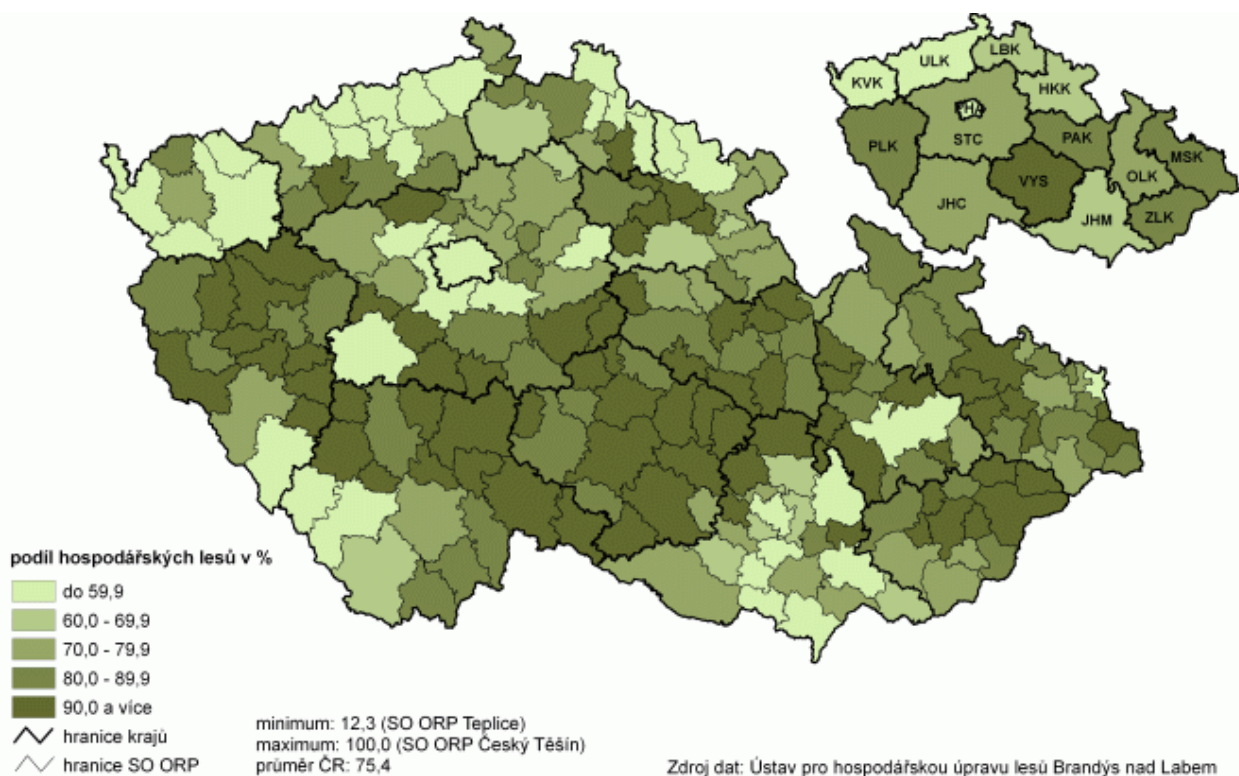 LBK
ULK
KVK
HKK
PHA
PLK
STC
PAK
MSK
OLK
VYS
JHC
JHM
ZLK
podíl hospodářských lesů v %
do 59,9
60,0 - 69,9
70,0 - 79,9
80,0 - 89,9
90,0 a více
hranice krajů
hranice SO ORP
minimum: 12,3 (SO ORP Teplice)
maximum: 100,0 (SO ORP Český Těšín)
průměr ČR: 75,4
Zdroj dat: Ústav pro hospodářskou úpravu lesů Brandýs nad Labem